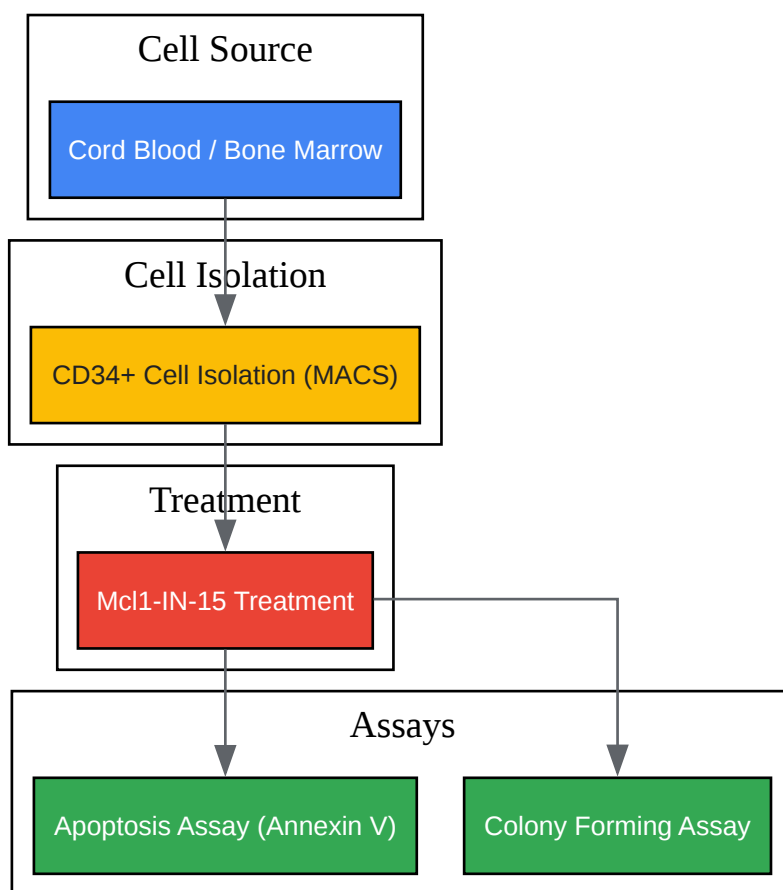 Cell Source
Cord Blood / Bone Marrow
Cell Isolation
CD34+ Cell Isolation (MACS)
Treatment
Mcl1-IN-15 Treatment
Assays
Apoptosis Assay (Annexin V)
Colony Forming Assay